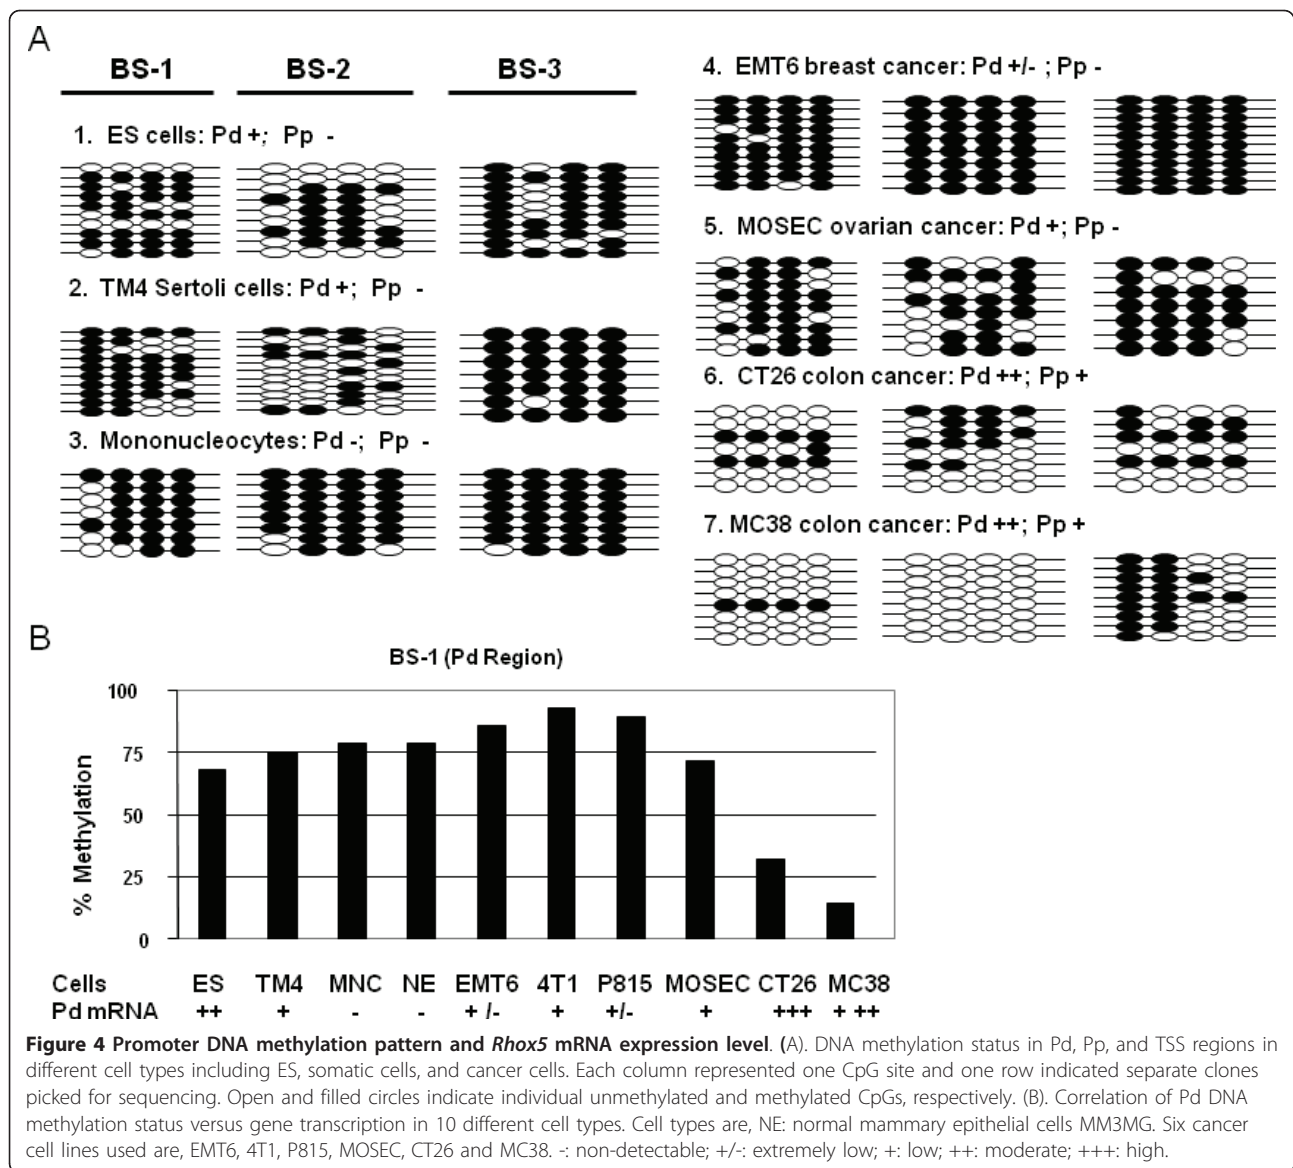 A
BS-1 BS-2 BS-3
1. ES cells: Pd +; Pp -
2. TM4 Sertoli cells: Pd +; Pp -
3. Mononucleocytes: Pd -; Pp -
4. EMT6 breast cancer: Pd +/- ; Pp -
5. MOSEC ovarian cancer: Pd +; Pp -
6. CT26 colon cancer: Pd ++; Pp +
7. MC38 colon cancer: Pd ++; Pp +
B
BS-1 (Pd Region)
% Methylation
100
75
50
25
0
Cells ES TM4 MNC NE EMT6 4T1 P815 MOSEC CT26 MC38
Pd mRNA ++ + - - + /- + +/- + +++ + ++
Figure 4 Promoter DNA methylation pattern and Rhox5 mRNA expression level. (A). DNA methylation status in Pd, Pp, and TSS regions in
different cell types including ES, somatic cells, and cancer cells. Each column represented one CpG site and one row indicated separate clones
picked for sequencing. Open and filled circles indicate individual unmethylated and methylated CpGs, respectively. (B). Correlation of Pd DNA
methylation status versus gene transcription in 10 different cell types. Cell types are, NE: normal mammary epithelial cells MM3MG. Six cancer
cell lines used are, EMT6, 4T1, P815, MOSEC, CT26 and MC38. -: non-detectable; +/-: extremely low; +: low; ++: moderate; +++: high.